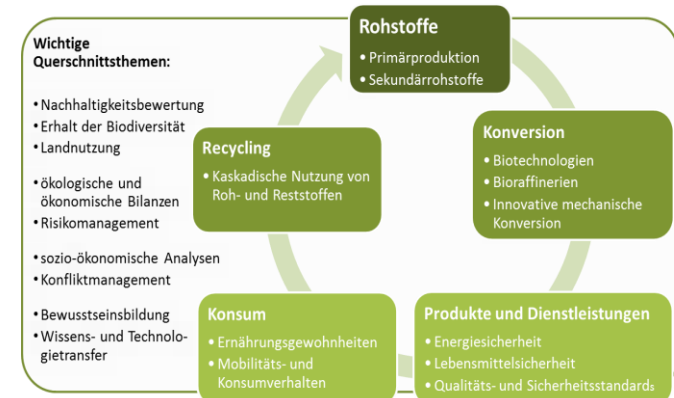 Wichtige
Querschnittsthemen:
• Nachhaltigkeitsbewertung
• Erhalt der Biodiversität
• Landnutzung
• ökologische und
ökonomische Bilanzen
• Risikomanagement
• sozio-ökonomische Analysen
• Konfliktmanagement
• Bewusstseinsbildung
• Wissens- und Technolo-
gietransfer
Rohstoffe
• Primärproduktion
• Sekundärrohstoffe
Konversion
• Biotechnologien
• Bioraffinerien
• Innovative mechanische
Konversion
Produkte und Dienstleistungen
• Energiesicherheit
• Lebensmittelsicherheit
• Qualitäts- und Sicherheitsstandards
Konsum
• Ernährungsgewohnheiten
• Mobilitäts- und
Konsumverhalten
Recycling
• Kaskadische Nutzung von
Roh- und Reststoffen